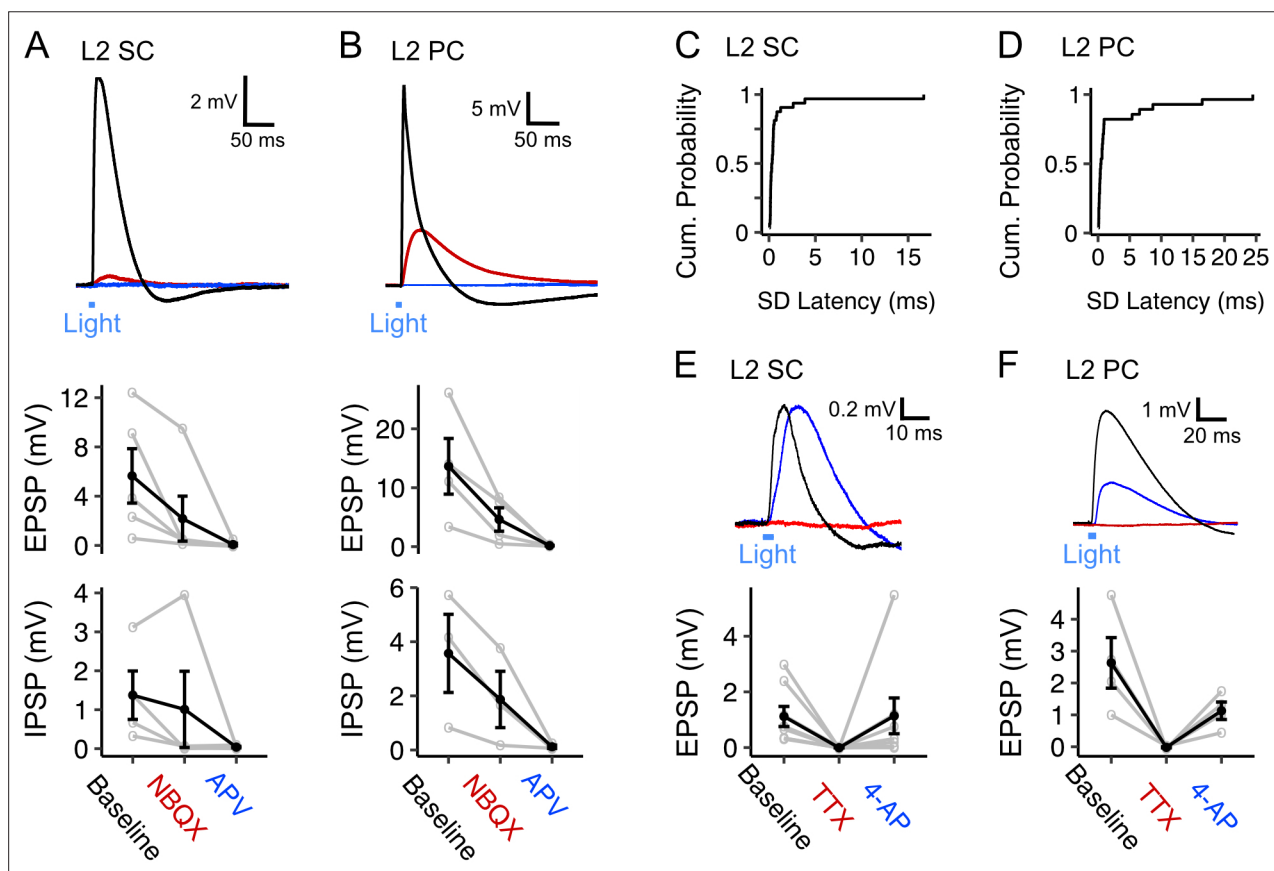 A
L2 SC
2 mV
50 ms
Light
EPSP (mV)
12
8
4
0
IPSP (mV)
4
3
2
1
0
Baseline
NBQX
APV
B
L2 PC
5 mV
50 ms
Light
EPSP (mV)
20
10
0
IPSP (mV)
6
4
2
0
Baseline
NBQX
APV
C
L2 SC
Cum. Probability
1
0.5
0
0 5 10 15
SD Latency (ms)
D
L2 PC
Cum. Probability
1
0.5
0
0 5 10 15 20 25
SD Latency (ms)
E
L2 SC
0.2 mV
10 ms
Light
EPSP (mV)
4
2
0
Baseline
TTX
4-AP
F
L2 PC
1 mV
20 ms
Light
EPSP (mV)
4
3
2
1
0
Baseline
TTX
4-AP